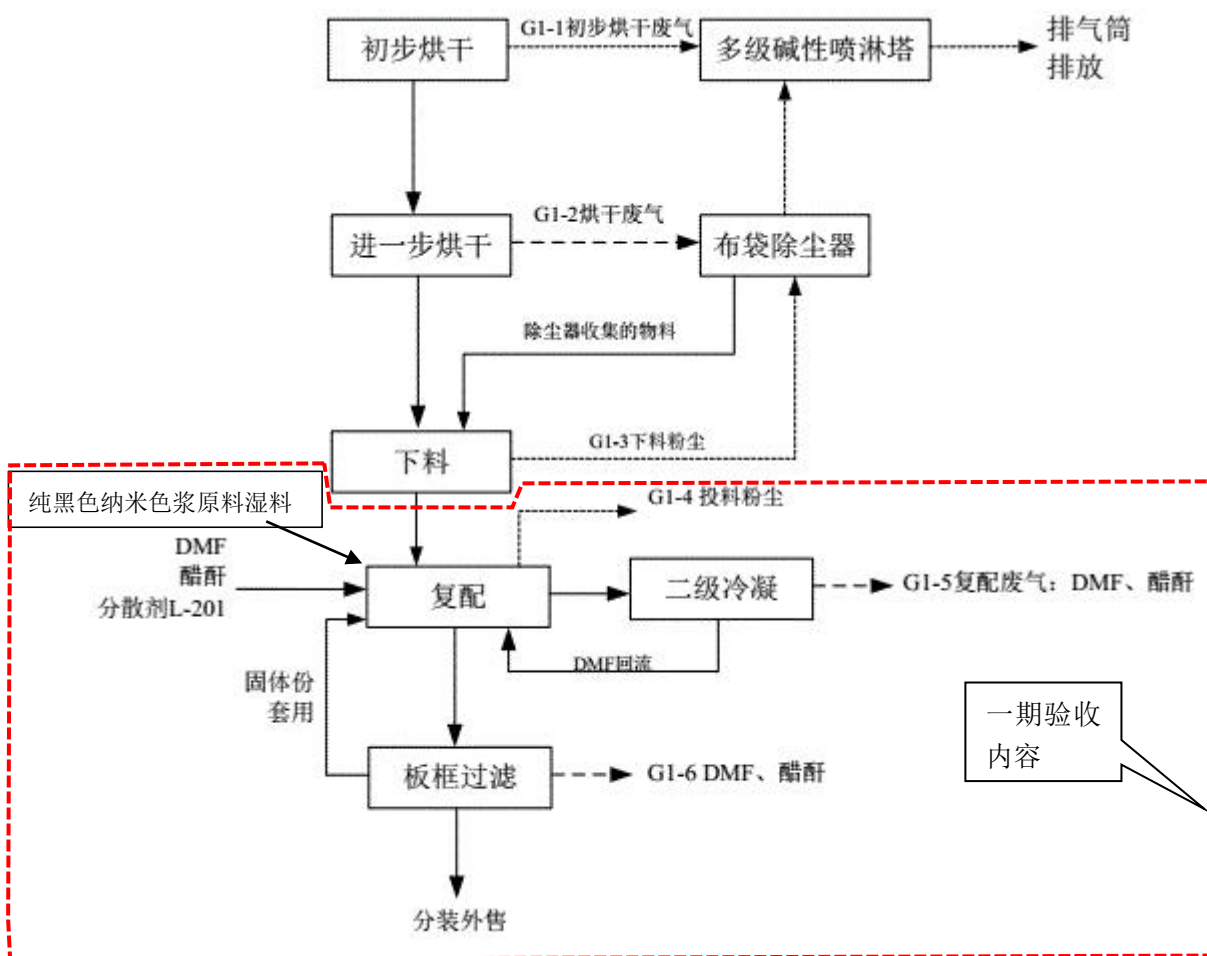 初步烘干
G1-1初步烘干废气
多级碱性喷淋塔
排气筒
排放
进一步烘干
G1-2烘干废气
布袋除尘器
除尘器收集的物料
下料
G1-3下料粉尘
纯黑色纳米色浆原料湿料
G1-4 投料粉尘
DMF
醋酐
分散剂L-201
复配
二级冷凝
G1-5复配废气：DMF、醋酐
DMF回流
固体份
套用
一期验收
内容
板框过滤
G1-6 DMF、醋酐
分装外售